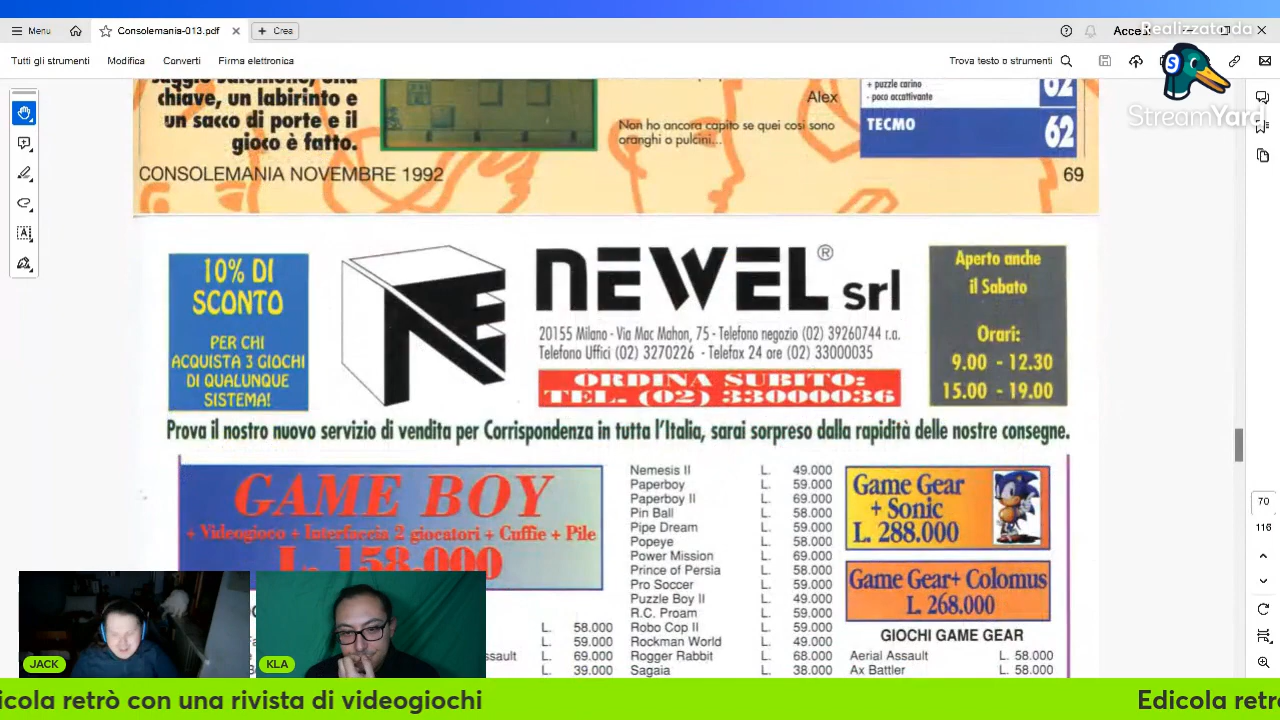 Menu
Consolemania-013.pdf
Crea
Realizzato da
Tutti gli strumenti
Modifica
Converti
Firma elettronica
Trova testo o strumenti
StreamYard
chiave, un labirinto e
un sacco di porte e il
gioco è fatto.
Alex
Non ho ancora capito se quei così sono
oranghi o pulcini...
+ puzzle carino
- poco accattivante
62
TECMO
62
CONSOLEMANIA NOVEMBRE 1992
69
10% DI
SCONTO
PER CHI
ACQUISTA 3 GIOCHI
DI QUALUNQUE
SISTEMA!
NEWEL® srl
20155 Milano - Via Mac Mahon, 75 - Telefono negozio (02) 39260744 r.a.
Telefono Uffici (02) 3270226 - Telefax 24 ore (02) 33000035
ORDINA SUBITO:
TEL. (02) 33000036
Aperto anche
il Sabato
Orari:
9.00 - 12.30
15.00 - 19.00
Prova il nostro nuovo servizio di vendita per Corrispondenza in tutta l'Italia, sarai sorpreso dalla rapidità delle nostre consegne.
GAME BOY
+ Videogioco + Interfaccia 2 giocatori + Cuffie + Pile
L. 158.000
L. 58.000
L. 59.000
ssault L. 69.000
L. 39.000
Nemesis II L. 49.000
Paperboy L. 59.000
Paperboy II L. 69.000
Pin Ball L. 58.000
Pipe Dream L. 59.000
Popeye L. 58.000
Power Mission L. 69.000
Prince of Persia L. 58.000
Pro Soccer L. 59.000
Puzzle Boy II L. 49.000
R.C. Proam L. 59.000
Robo Cop II L. 59.000
Rockman World L. 49.000
Rogger Rabbit L. 68.000
Sagaia L. 38.000
Game Gear
+ Sonic
L. 288.000
Game Gear+ Colomus
L. 268.000
GIOCHI GAME GEAR
Aerial Assault L. 58.000
Ax Battler L. 58.000
70
116
JACK
KLA
icola retrò con una rivista di videogiochi
Edicola retr